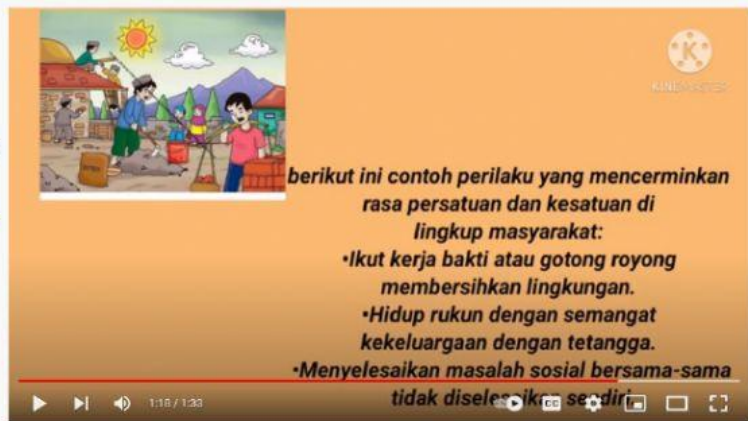 KINEMASTER
berikut ini contoh perilaku yang mencerminkan
rasa persatuan dan kesatuan di
lingkup masyarakat:
•Ikut kerja bakti atau gotong royong
membersihkan lingkungan.
•Hidup rukun dengan semangat
kekeluargaan dengan tetangga.
•Menyelesaikan masalah sosial bersama-sama
tidak diselesaikan sendiri.
1:18 / 1:33
CC